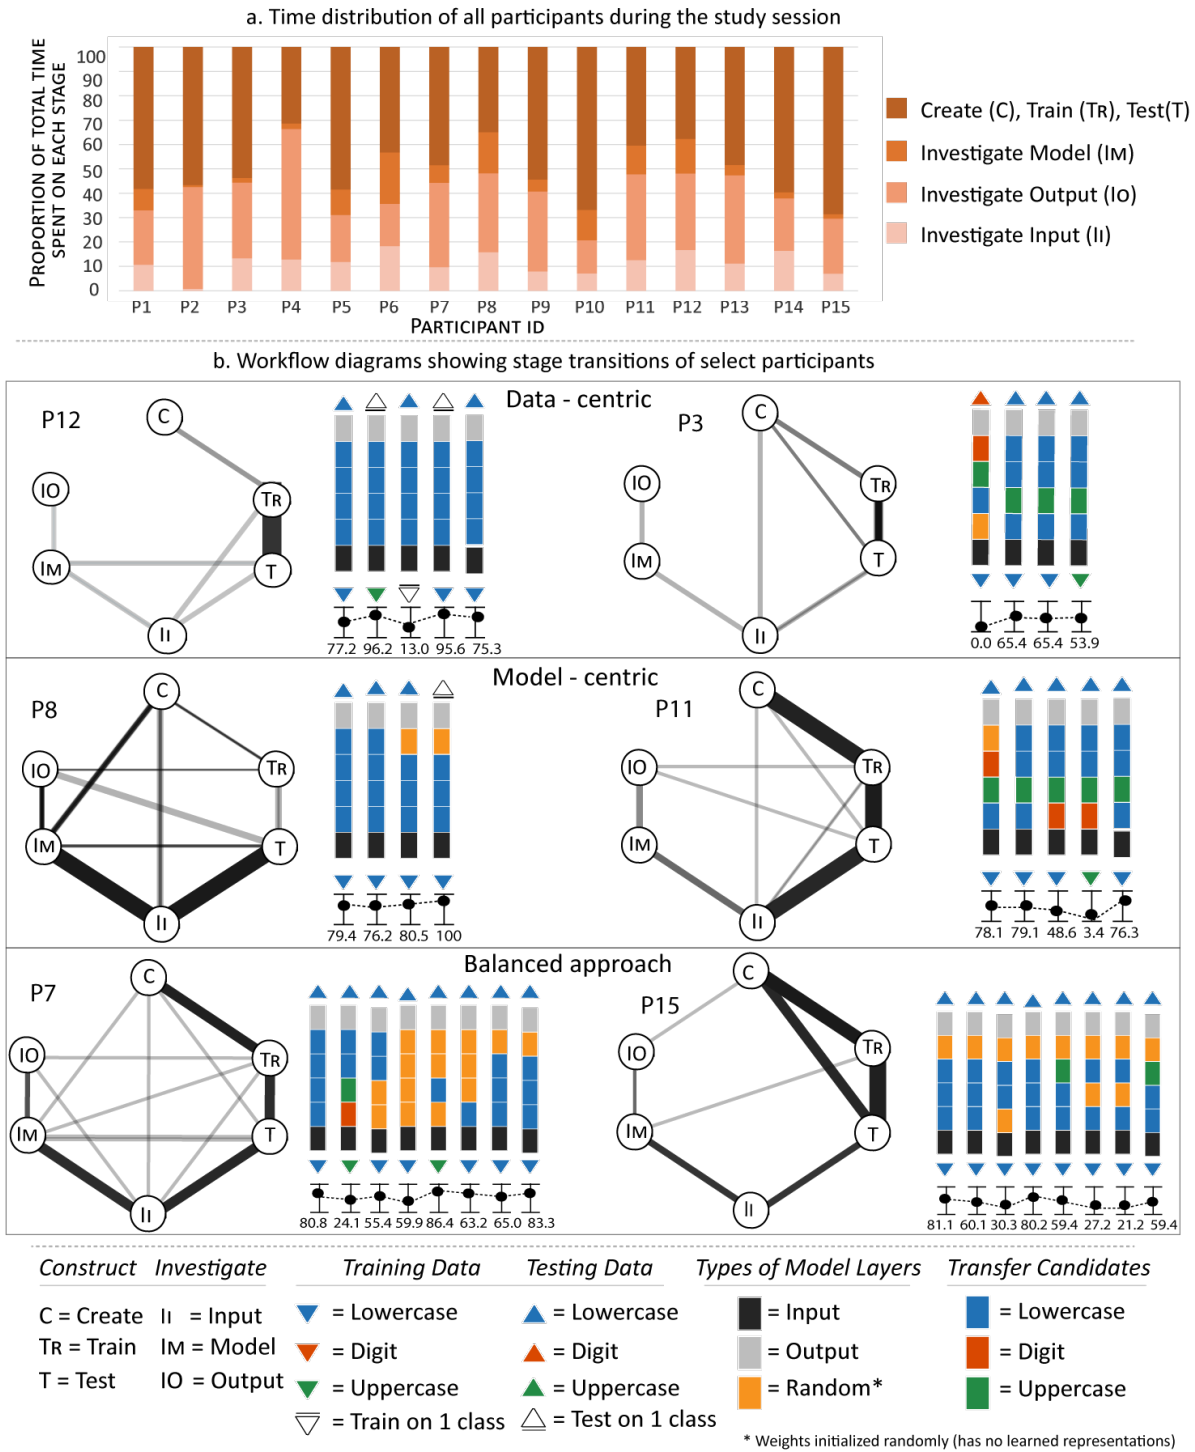 a. Time distribution of all participants during the study session
PROPORTION OF TOTAL TIME
SPENT ON EACH STAGE
100
90
80
70
60
50
40
30
20
10
0
P1 P2 P3 P4 P5 P6 P7 P8 P9 P10 P11 P12 P13 P14 P15
PARTICIPANT ID
Create (C), Train (TR), Test(T)
Investigate Model (IM)
Investigate Output (IO)
Investigate Input (II)
b. Workflow diagrams showing stage transitions of select participants
Data - centric
P12
C
IO
TR
IM
T
II
77.2 96.2 13.0 95.6 75.3
P3
C
IO
TR
IM
T
II
0.0 65.4 65.4 53.9
Model - centric
P8
C
IO
TR
IM
T
II
79.4 76.2 80.5 100
P11
C
IO
TR
IM
T
II
78.1 79.1 48.6 3.4 76.3
Balanced approach
P7
C
IO
TR
IM
T
II
80.8 24.1 55.4 59.9 86.4 63.2 65.0 83.3
P15
C
IO
TR
IM
T
II
81.1 60.1 30.3 80.2 59.4 27.2 21.2 59.4
Construct Investigate
C = Create II = Input
TR = Train IM = Model
T = Test IO = Output
Training Data
= Lowercase
= Digit
= Uppercase
= Train on 1 class
Testing Data
= Lowercase
= Digit
= Uppercase
= Test on 1 class
Types of Model Layers
= Input
= Output
= Random*
Transfer Candidates
= Lowercase
= Digit
= Uppercase
* Weights initialized randomly (has no learned representations)